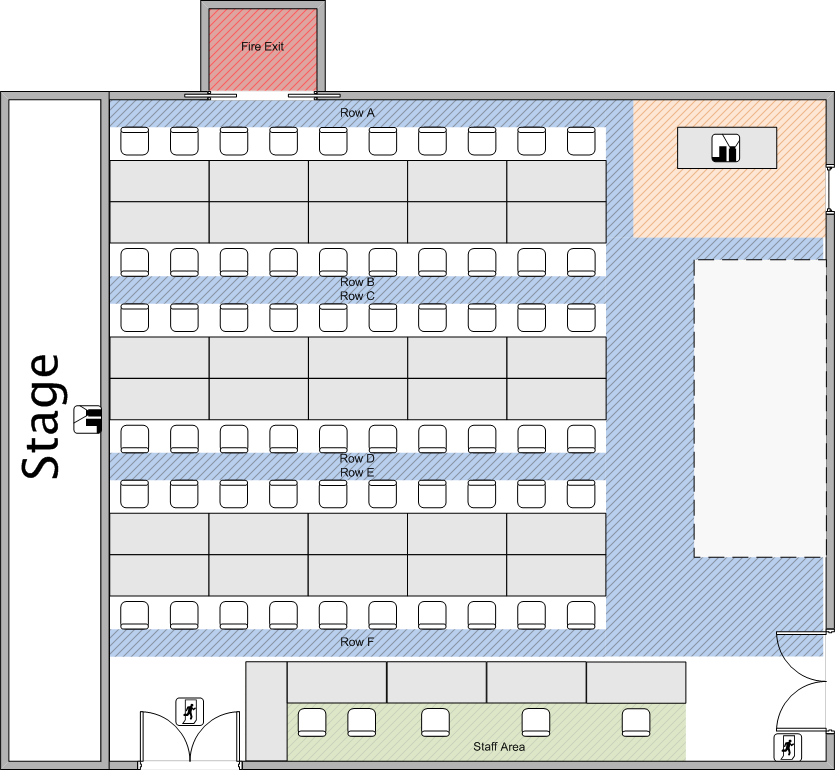 Fire Exit
Row A
Row B
Row C
Stage
Row D
Row E
Row F
Staff Area